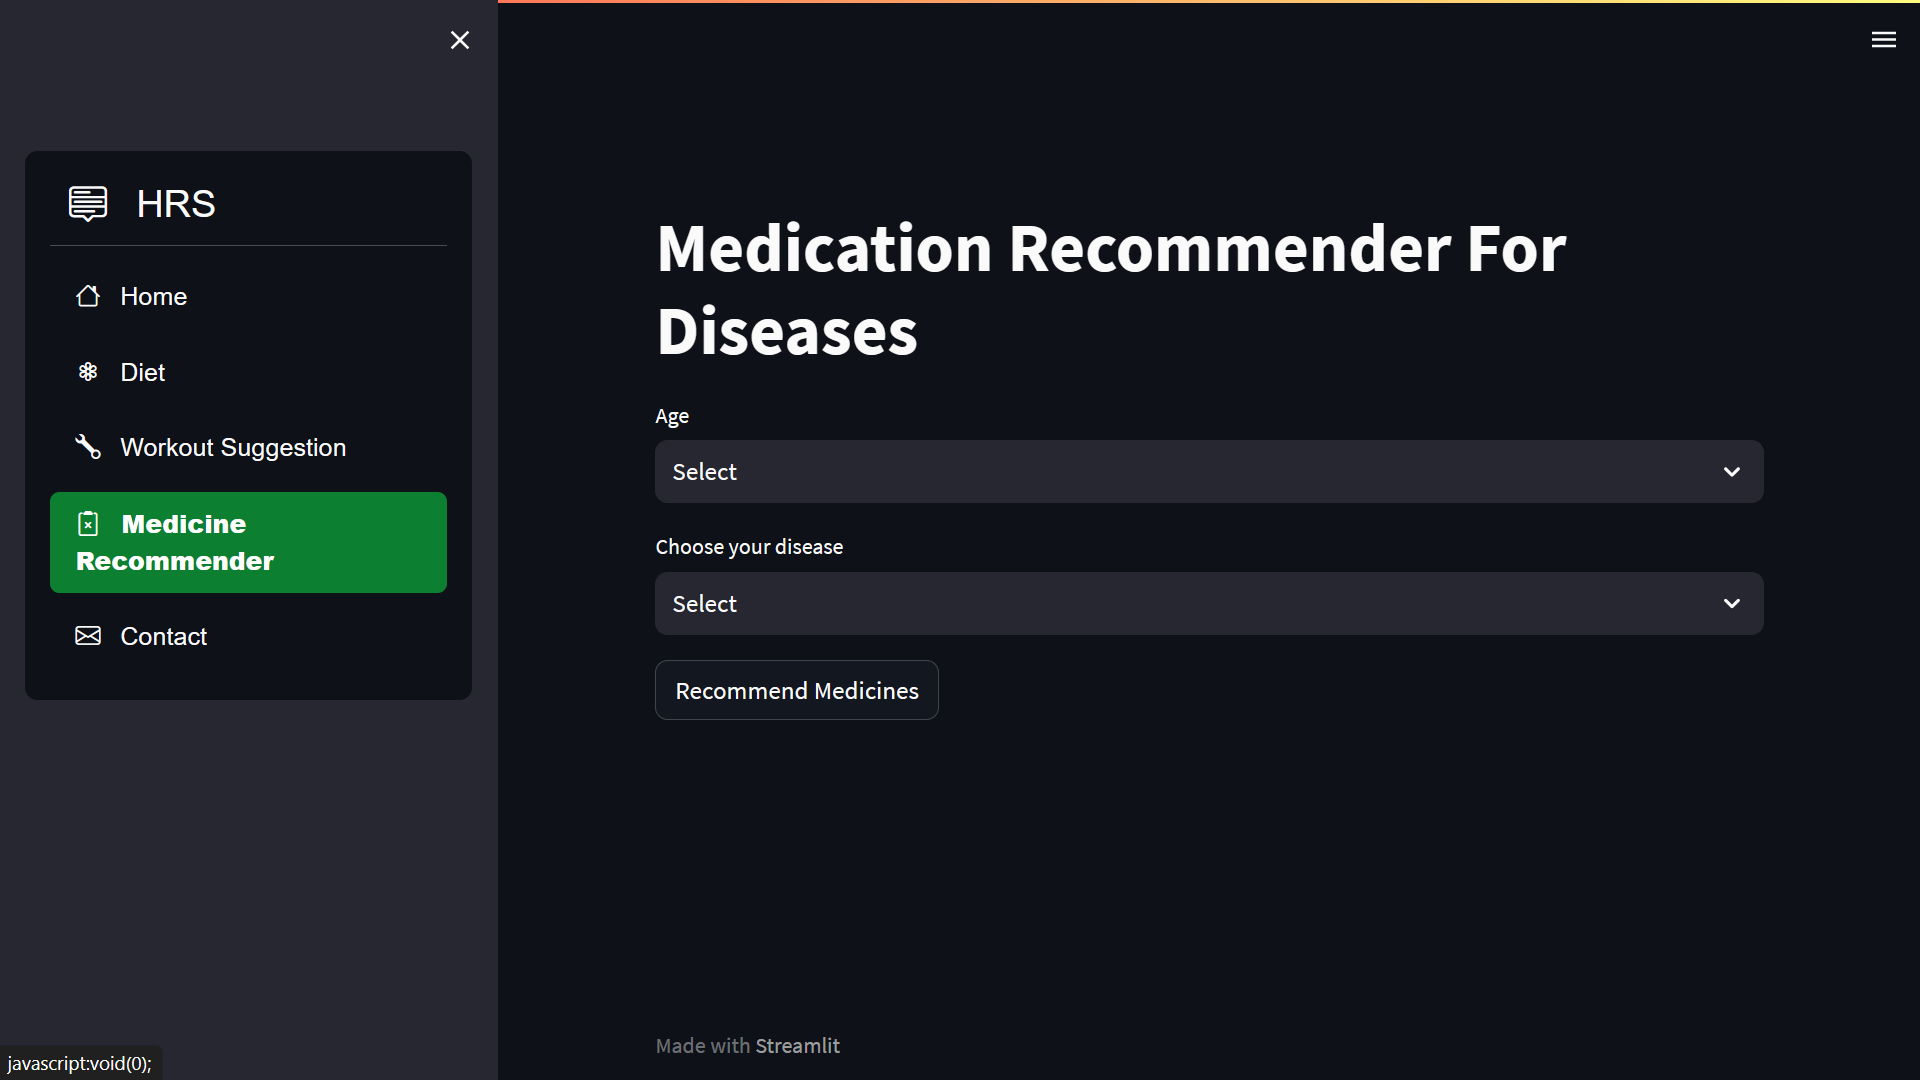 HRS
Home
Diet
Workout Suggestion
Medicine
Recommender
Contact
Medication Recommender For
Diseases
Age
Select
Choose your disease
Select
Recommend Medicines
Made with Streamlit
javascript:void(0);